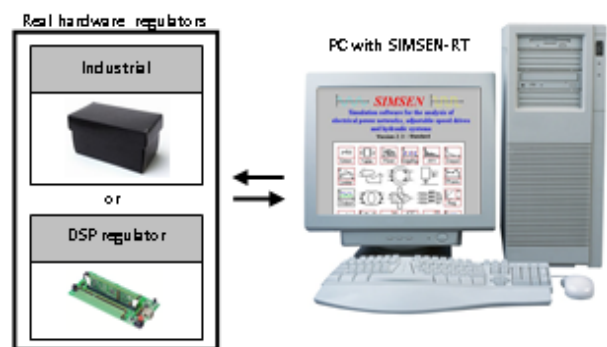 Real hardware regulators
Industrial
or
DSP regulator
PC with SIMSEN-RT
SIMSEN
Simulation software for the analysis of
electrical power networks, adjustable speed drives
and hydraulic systems